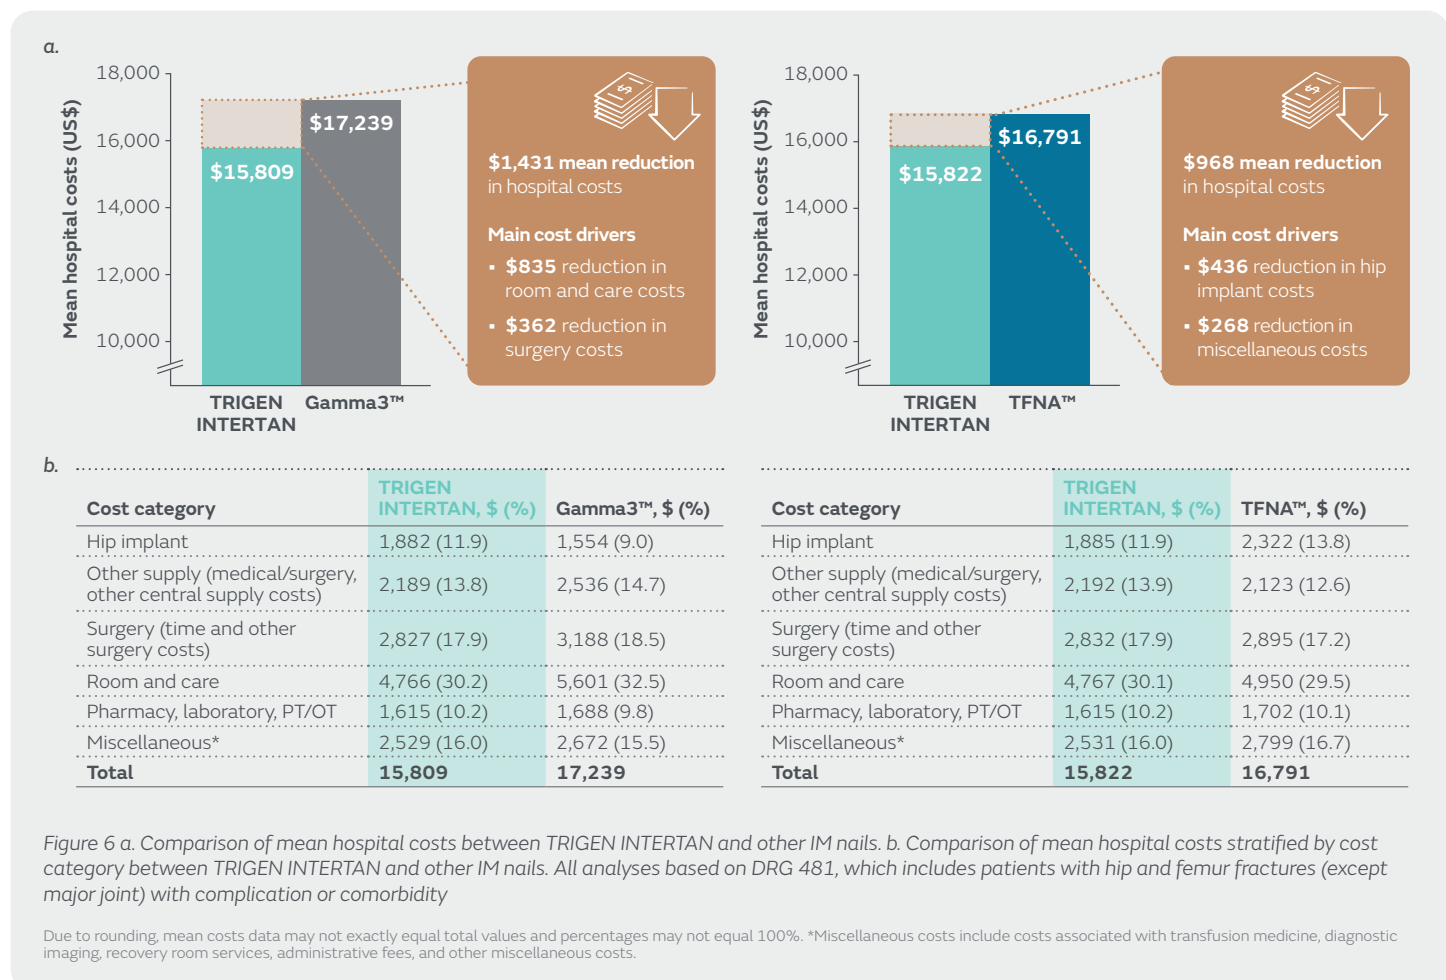 a.
18,000
16,000
14,000
12,000
10,000
Mean hospital costs (US$)
$15,809
$17,239
TRIGEN
INTERTAN
Gamma3™
$1,431 mean reduction
in hospital costs
Main cost drivers
▪ $835 reduction in
room and care costs
▪ $362 reduction in
surgery costs
18,000
16,000
14,000
12,000
10,000
Mean hospital costs (US$)
$15,822
$16,791
TRIGEN
INTERTAN
TFNA™
$968 mean reduction
in hospital costs
Main cost drivers
▪ $436 reduction in hip
implant costs
▪ $268 reduction in
miscellaneous costs
b.
TRIGEN
Cost category INTERTAN, $ (%) Gamma3™, $ (%)
Hip implant 1,882 (11.9) 1,554 (9.0)
Other supply (medical/surgery,
other central supply costs) 2,189 (13.8) 2,536 (14.7)
Surgery (time and other
surgery costs) 2,827 (17.9) 3,188 (18.5)
Room and care 4,766 (30.2) 5,601 (32.5)
Pharmacy, laboratory, PT/OT 1,615 (10.2) 1,688 (9.8)
Miscellaneous* 2,529 (16.0) 2,672 (15.5)
Total 15,809 17,239
TRIGEN
Cost category INTERTAN, $ (%) TFNA™, $ (%)
Hip implant 1,885 (11.9) 2,322 (13.8)
Other supply (medical/surgery,
other central supply costs) 2,192 (13.9) 2,123 (12.6)
Surgery (time and other
surgery costs) 2,832 (17.9) 2,895 (17.2)
Room and care 4,767 (30.1) 4,950 (29.5)
Pharmacy, laboratory, PT/OT 1,615 (10.2) 1,702 (10.1)
Miscellaneous* 2,531 (16.0) 2,799 (16.7)
Total 15,822 16,791
Figure 6 a. Comparison of mean hospital costs between TRIGEN INTERTAN and other IM nails. b. Comparison of mean hospital costs stratified by cost
category between TRIGEN INTERTAN and other IM nails. All analyses based on DRG 481, which includes patients with hip and femur fractures (except
major joint) with complication or comorbidity
Due to rounding, mean costs data may not exactly equal total values and percentages may not equal 100%. *Miscellaneous costs include costs associated with transfusion medicine, diagnostic
imaging, recovery room services, administrative fees, and other miscellaneous costs.